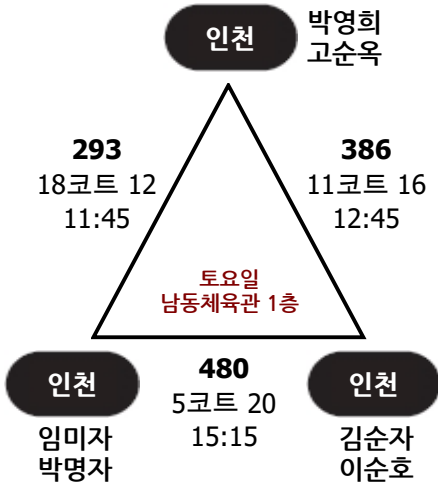 인천
박영희
고순옥
293
18코트 12
11:45
386
11코트 16
12:45
토요일
남동체육관 1층
인천
임미자
박명자
480
5코트 20
15:15
인천
김순자
이순호